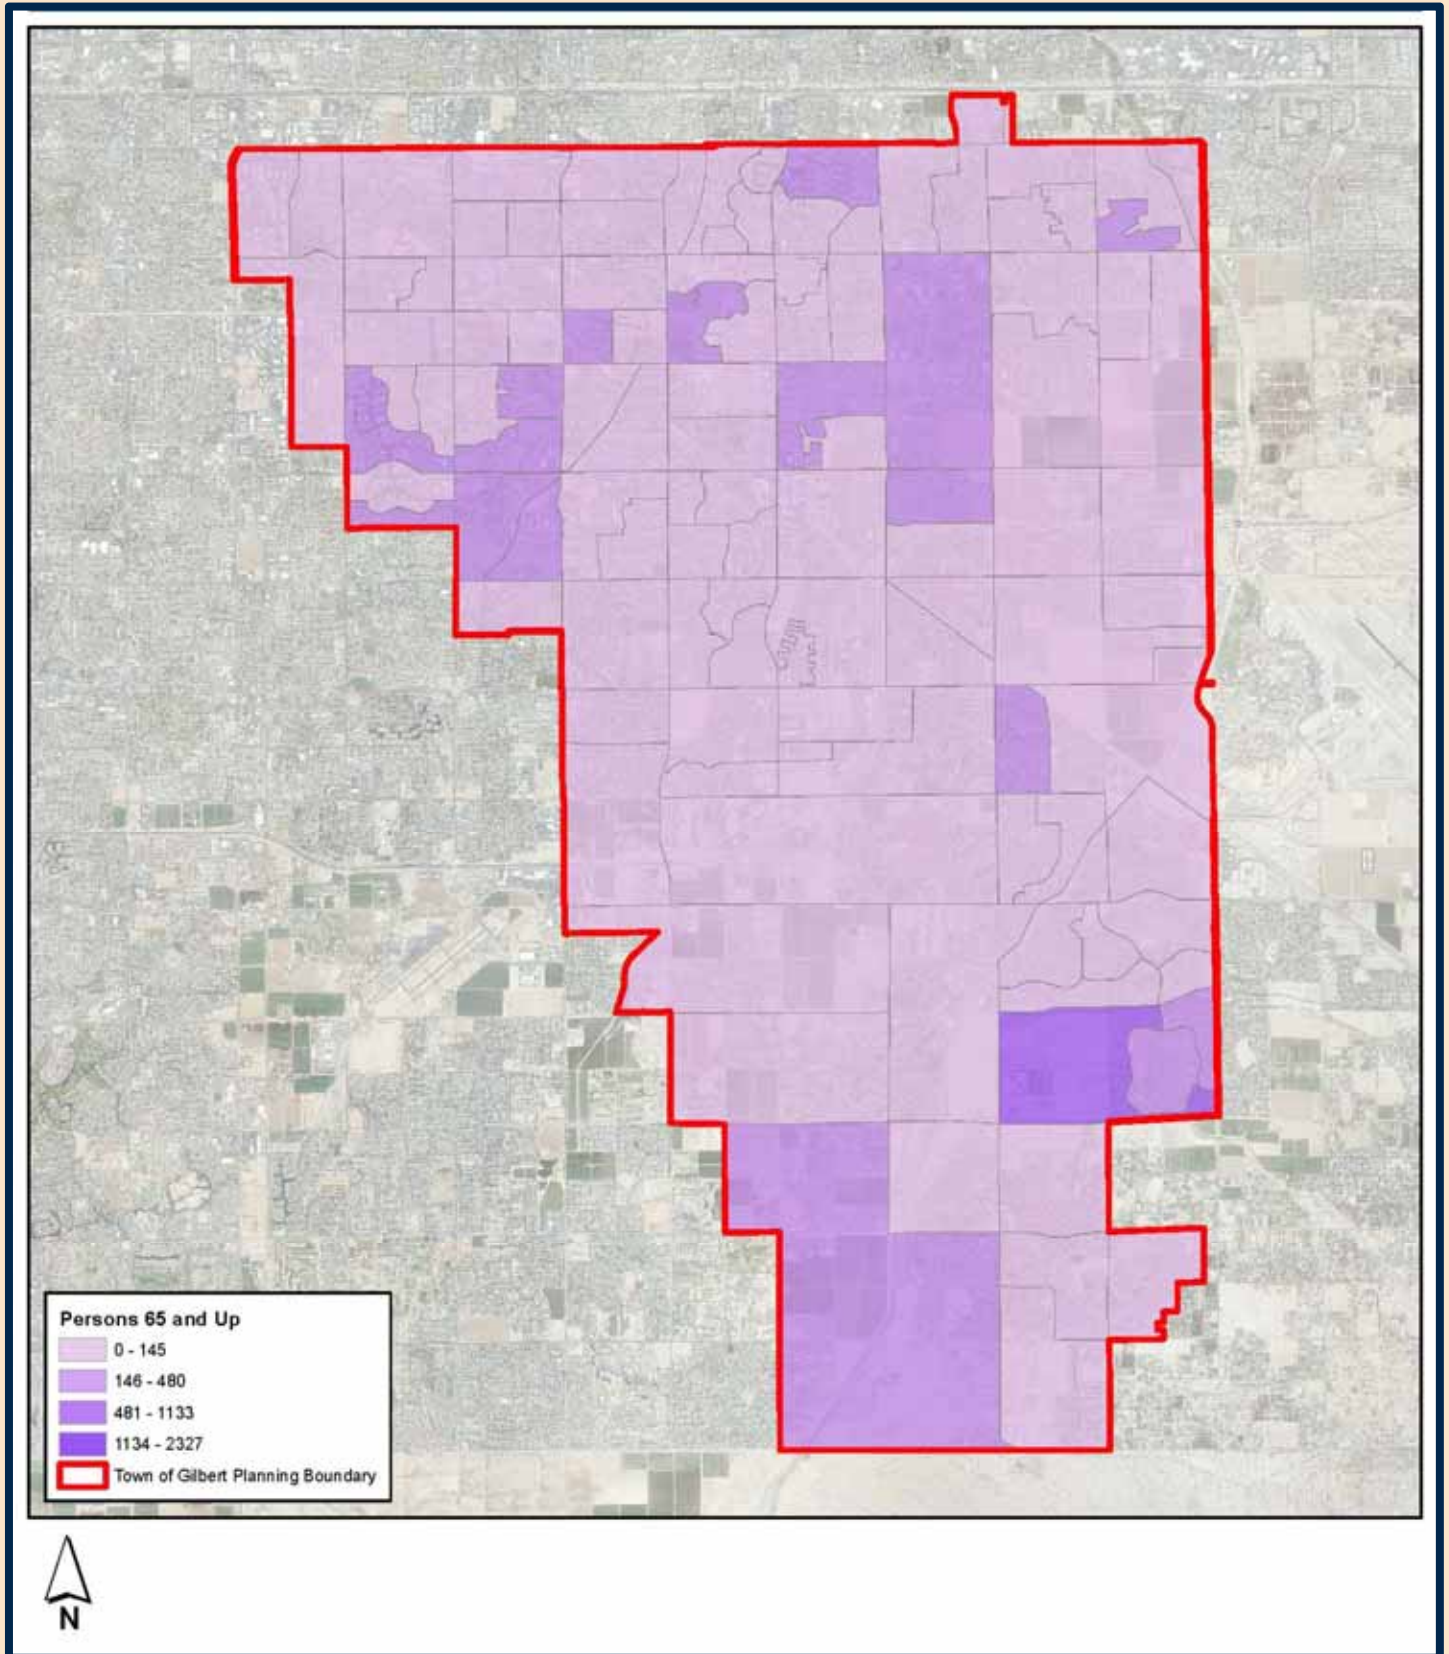 Persons 65 and Up
0 - 145
146 - 480
481 - 1133
1134 - 2327
Town of Gilbert Planning Boundary
N